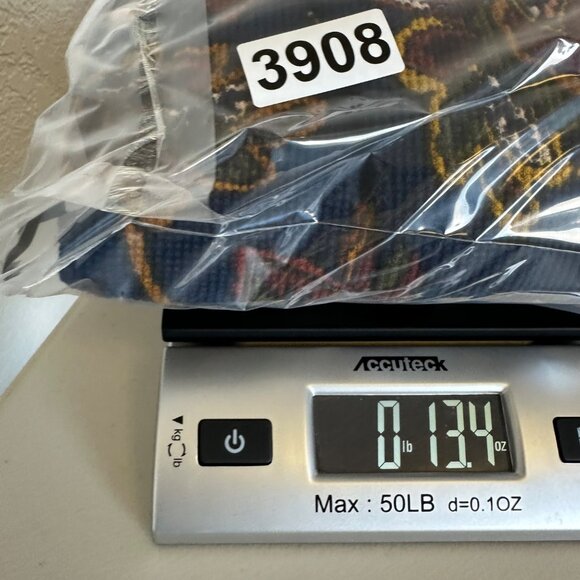 3908
Accuteck
kg lb
0 lb 13.4 oz
Max : 50LB d=0.1OZ